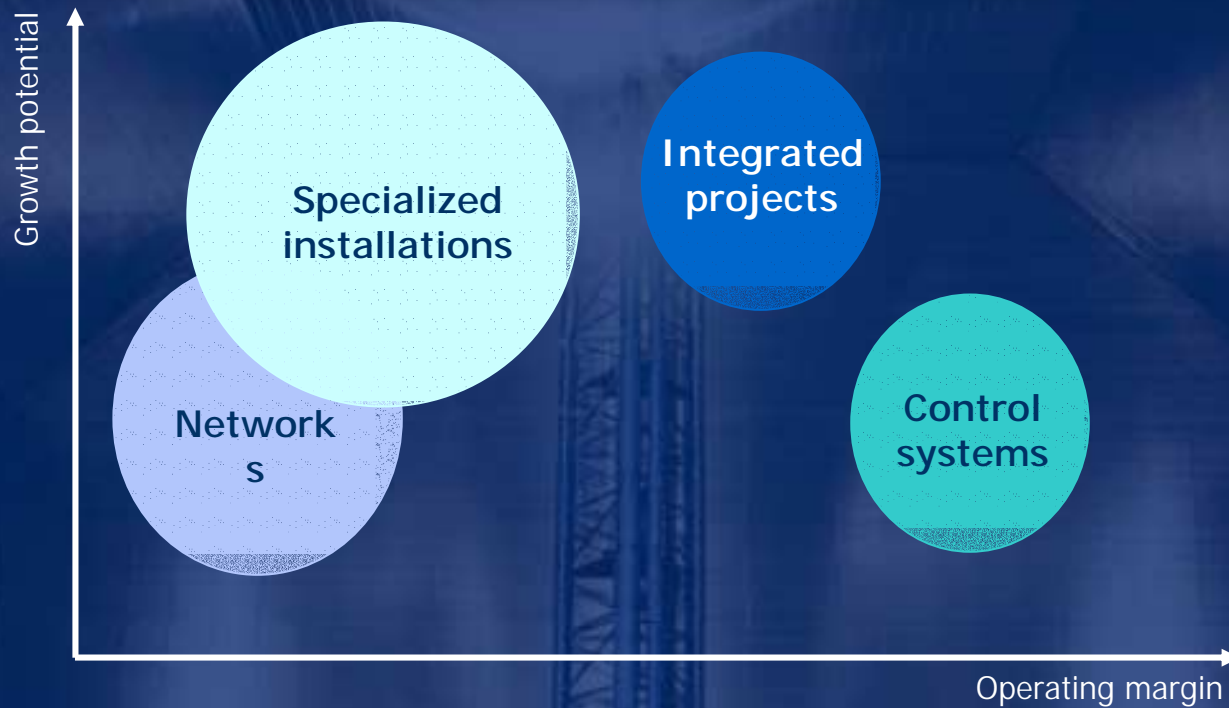 Growth potential
Specialized
installations
Integrated
projects
Network
s
Control
systems
Operating margin